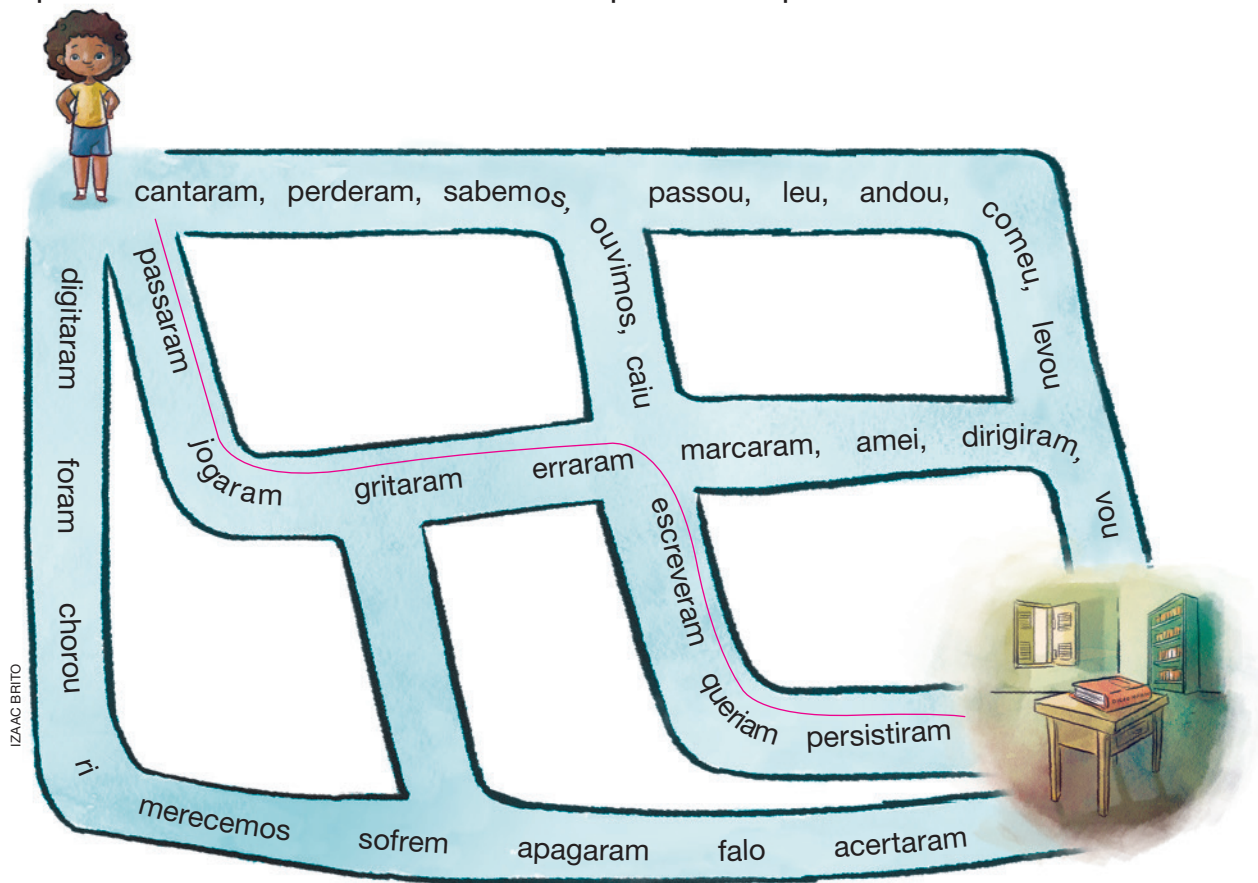 cantaram, perderam, sabemos, ouvimos, caiu
passou, leu, andou, comeu, levou
passaram
jogaram
gritaram
erraram
marcaram, amei, dirigiram, vou
escreveram
queriam
persistiram
digitaram
foram
chorou
ri
merecemos
sofrem
apagaram
falo
acertaram
IZAAC BRITO